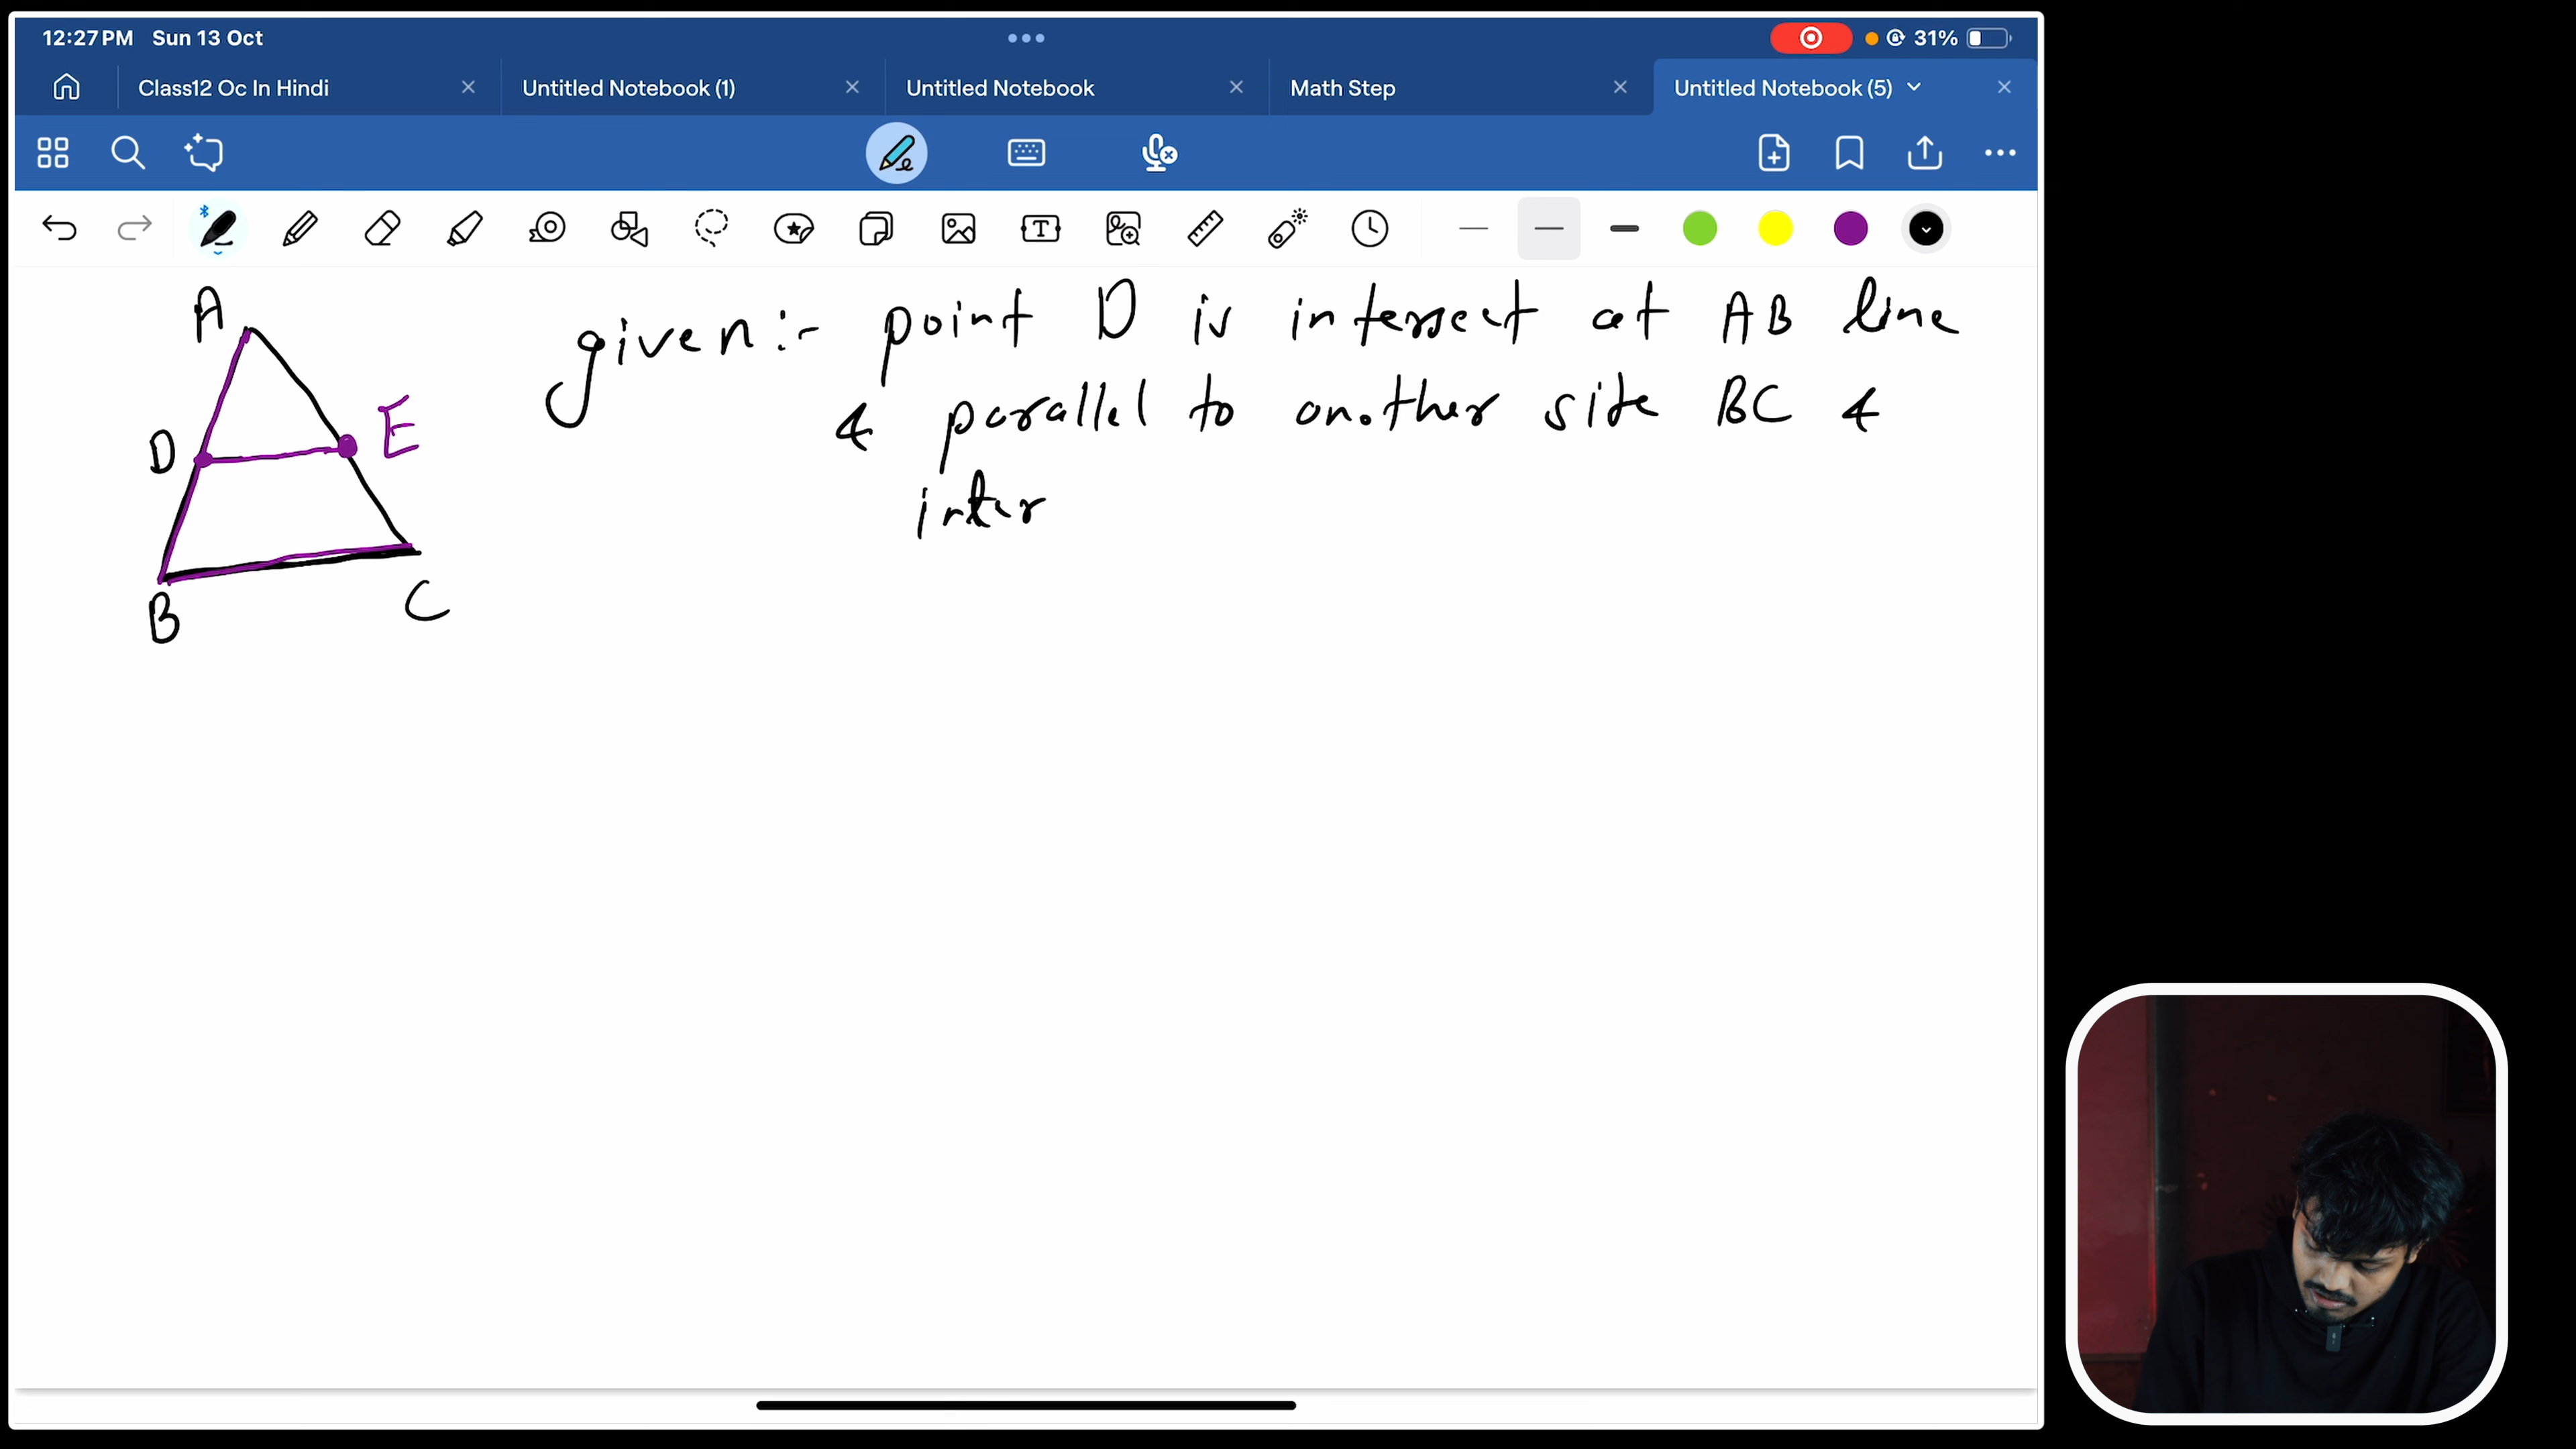 12:27 PM Sun 13 Oct
31%
Class12 Oc In Hindi
Untitled Notebook (1)
Untitled Notebook
Math Step
Untitled Notebook (5)
T
A
D
E
B
C
given :- point D is intersect at AB line
& parallel to another side BC &
inter